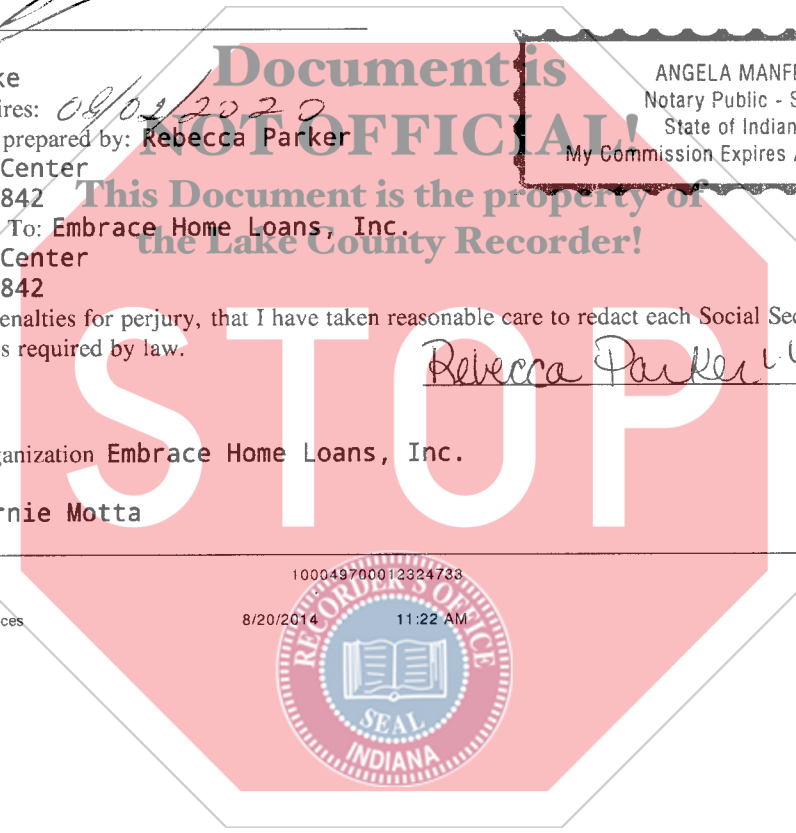 Document is
ke
ANGELA MANF
Notary Public - S
ires: 08/02/2020
State of Indian
prepared by: Rebecca Parker
NOT OFFICIAL!
My Commission Expires
Center
842
This Document is the property of
To: Embrace Home Loans, Inc.
the Lake County Recorder!
Center
842
enalties for perjury, that I have taken reasonable care to redact each Social Sec
s required by law.
Rebecca Parker
STOP
ganization Embrace Home Loans, Inc.
rnie Motta
100049700012324733
ces
8/20/2014 11:22 AM
RECORDER'S OFFICE
SEAL
INDIANA